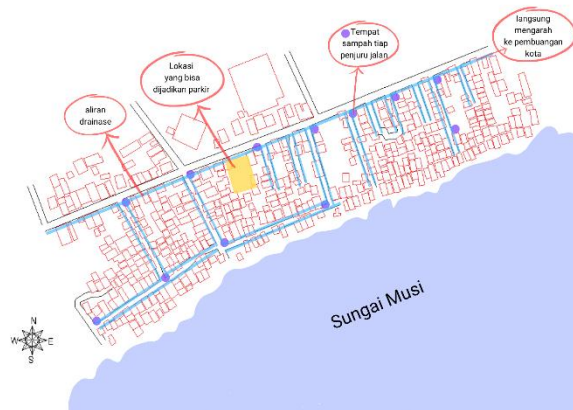 langsung
mengarah
ke pembuangan
kota
Tempat
sampah tiap
penjuru jalan
Lokasi
yang bisa
dijadikan parkir
aliran
drainase
Sungai Musi
N
W E
S